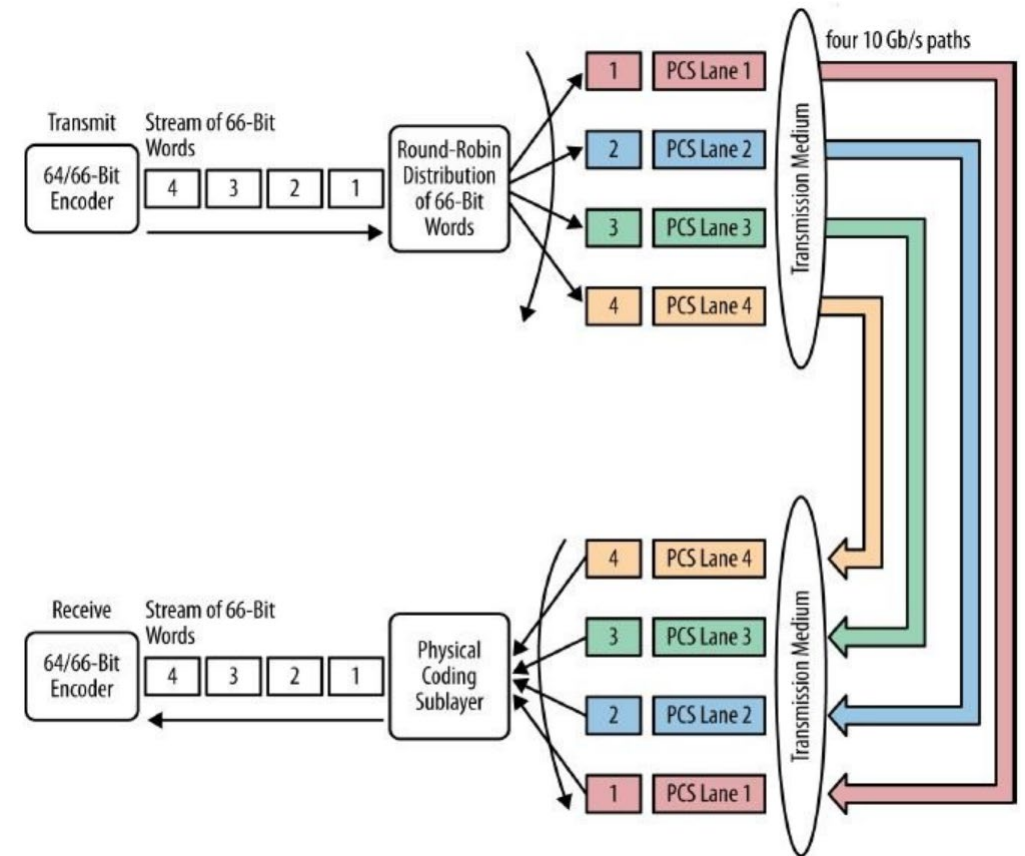 four 10 Gb/s paths
Transmit
Stream of 66-Bit
Words
64/66-Bit
Encoder
4 3 2 1
Round-Robin
Distribution
of 66-Bit
Words
1 PCS Lane 1
2 PCS Lane 2
3 PCS Lane 3
4 PCS Lane 4
Transmission Medium
Receive
Stream of 66-Bit
Words
64/66-Bit
Encoder
4 3 2 1
Physical
Coding
Sublayer
4 PCS Lane 4
3 PCS Lane 3
2 PCS Lane 2
1 PCS Lane 1
Transmission Medium